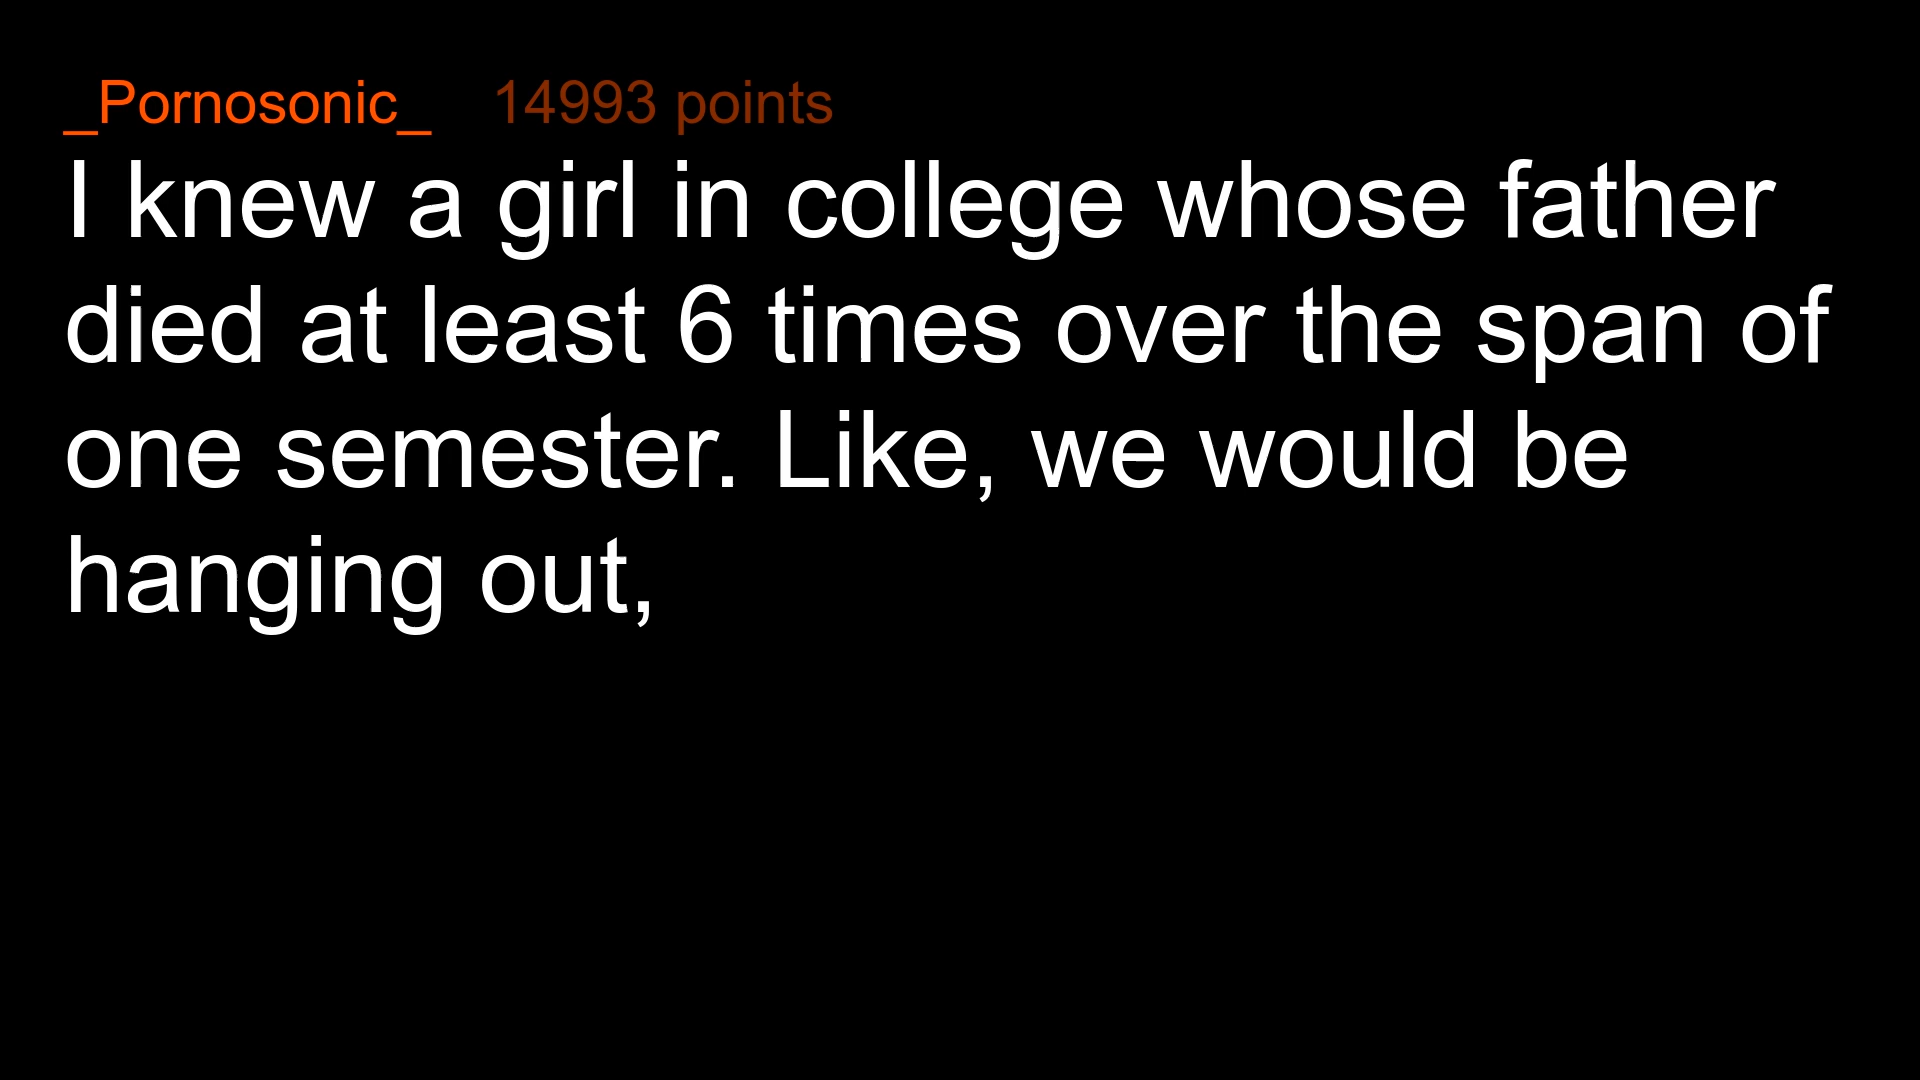 _Pornosonic_ 14993 points
I knew a girl in college whose father
died at least 6 times over the span of
one semester. Like, we would be
hanging out,